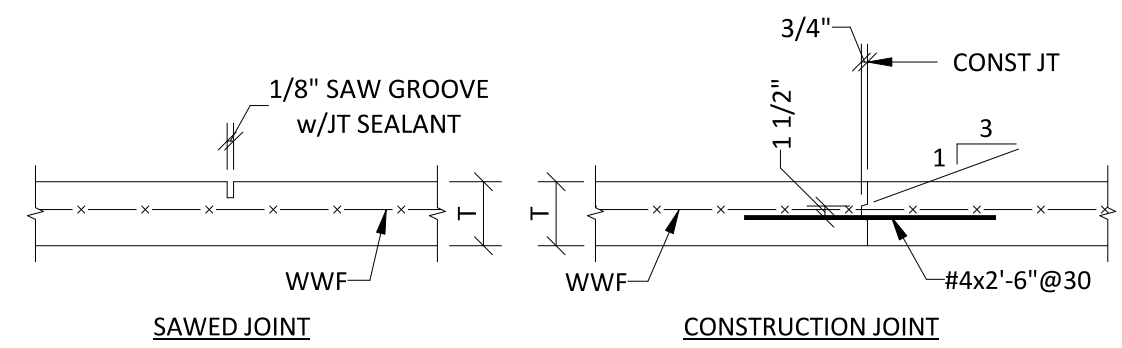 1/8" SAW GROOVE
w/JT SEALANT
T
WWF
SAWED JOINT
3/4"
CONST JT
1 1/2"
3
1
T
WWF
#4x2'-6"@30
CONSTRUCTION JOINT